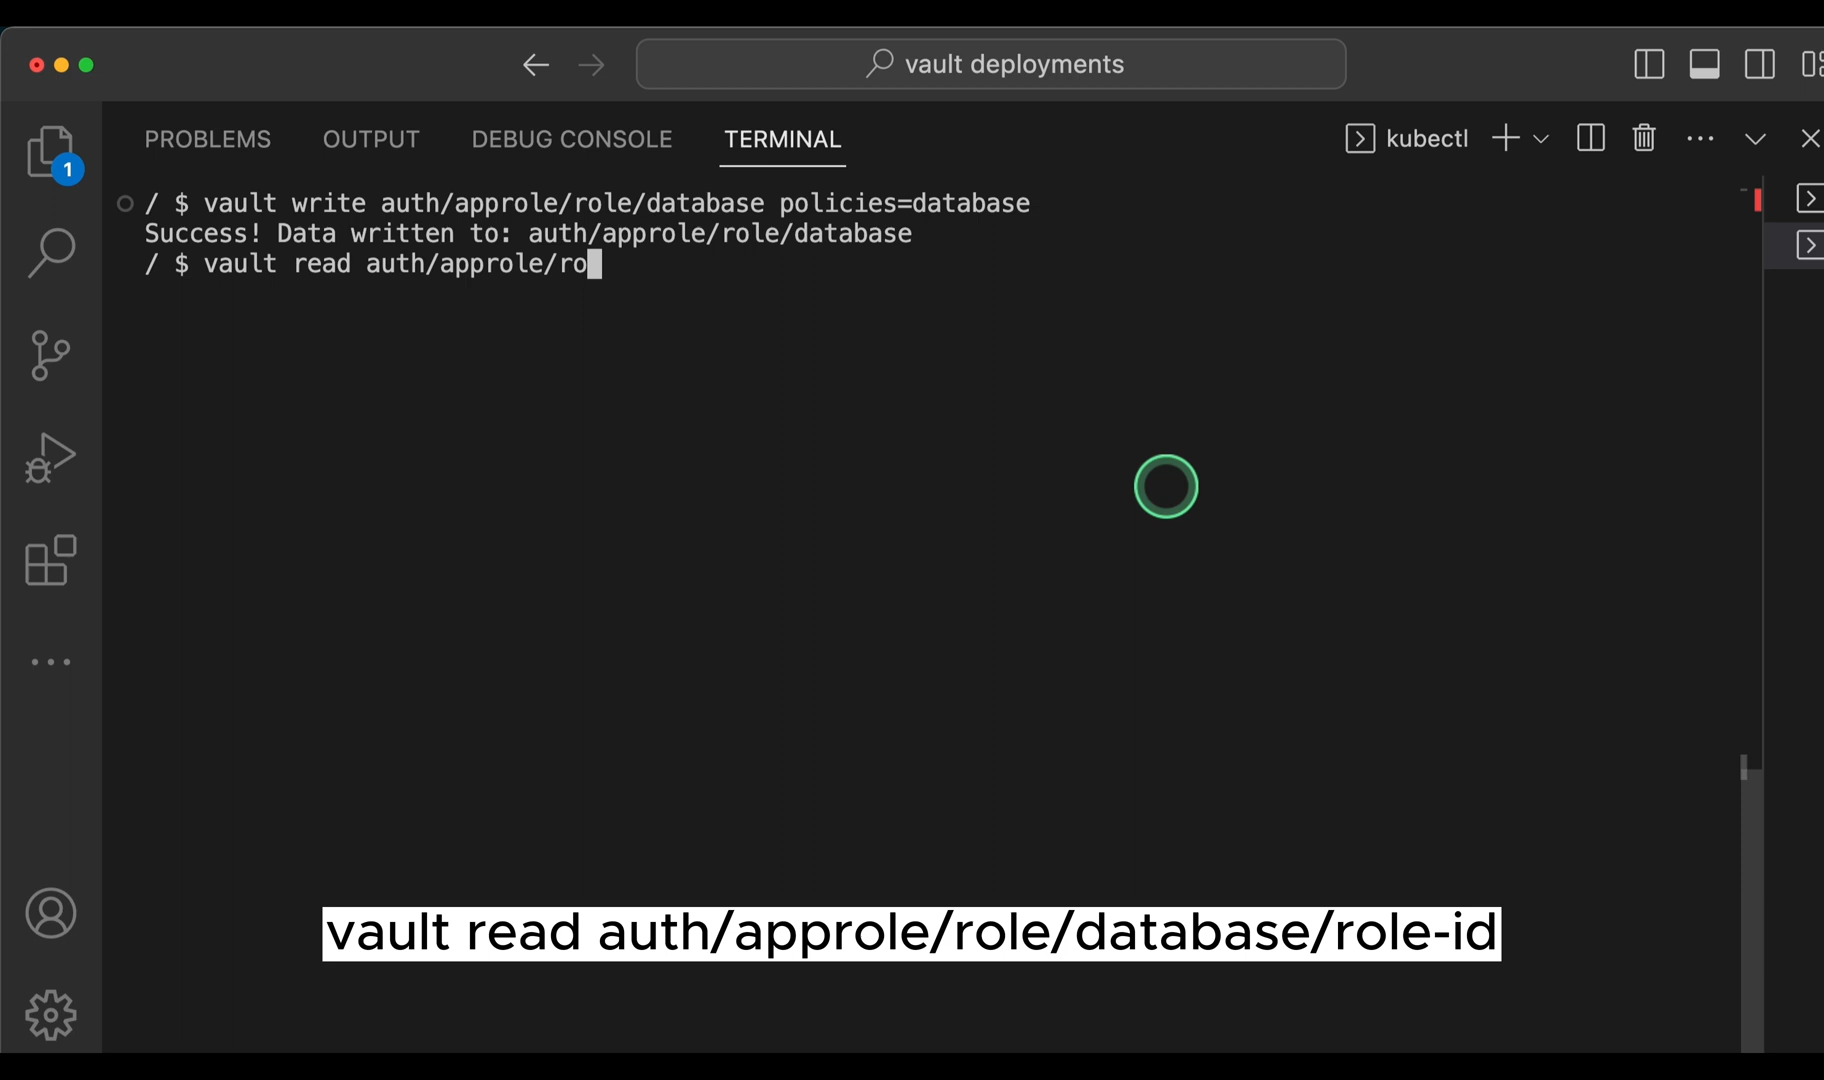 vault deployments
1
PROBLEMS OUTPUT DEBUG CONSOLE TERMINAL kubectl
/ $ vault write auth/approle/role/database policies=database
Success! Data written to: auth/approle/role/database
/ $ vault read auth/approle/ro
vault read auth/approle/role/database/role-id